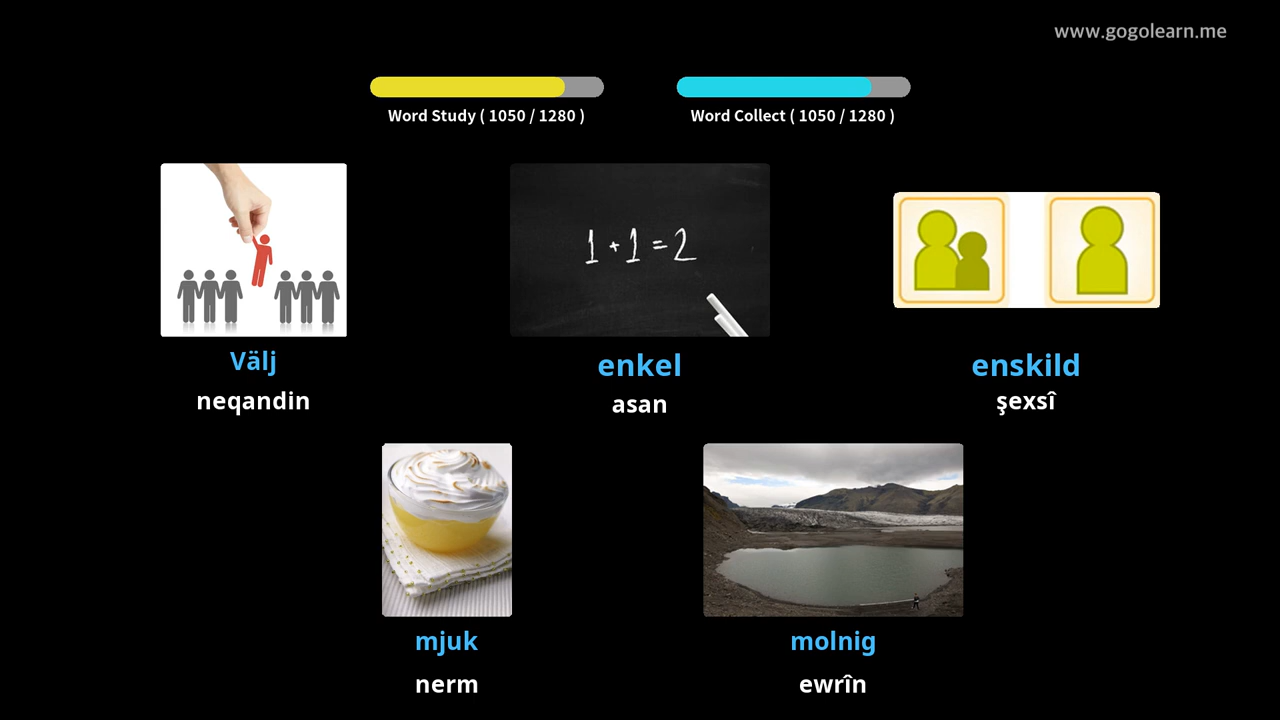 www.gogolearn.me
Word Study ( 1050 / 1280 )
Word Collect ( 1050 / 1280 )
1 + 1 = 2
Välj
enkel
enskild
neqandin
asan
şexsî
mjuk
molnig
nerm
ewrîn